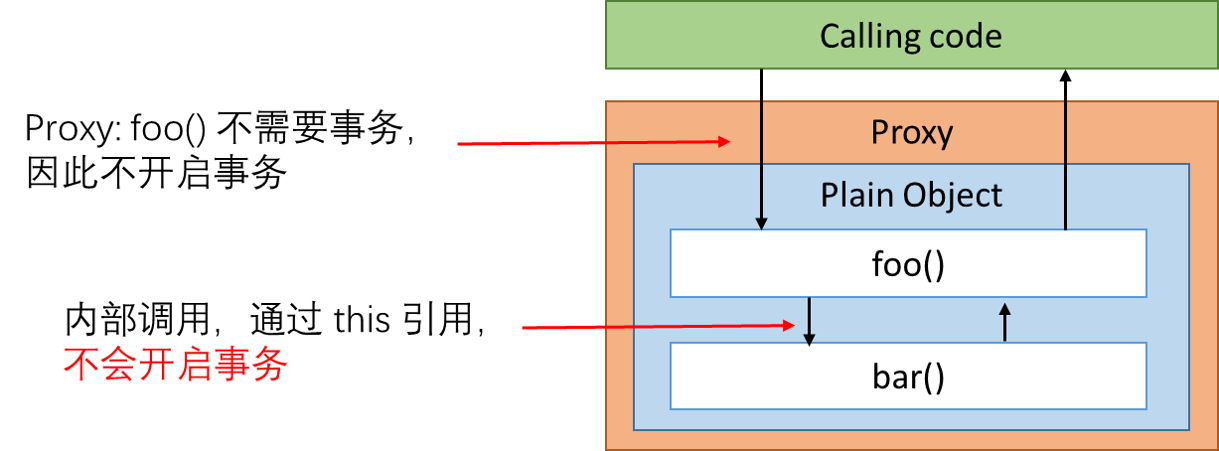 Calling code
Proxy: foo() 不需要事务，
因此不开启事务
Proxy
Plain Object
foo()
内部调用，通过 this 引用，
不会开启事务
bar()